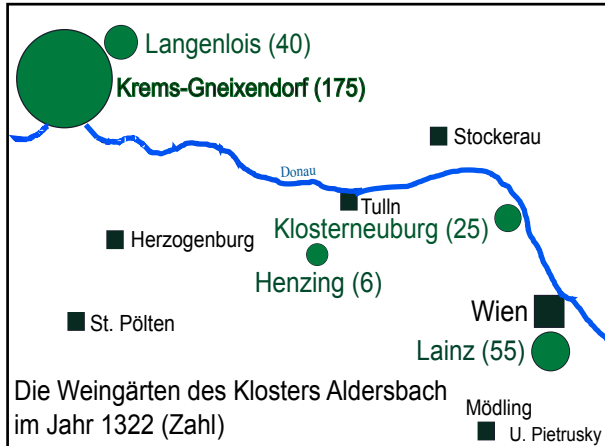 Langenlois (40)
Krems-Gneixendorf (175)
Stockerau
Donau
Tulln
Klosterneuburg (25)
Herzogenburg
Henzing (6)
Wien
St. Pölten
Lainz (55)
Die Weingärten des Klosters Aldersbach
im Jahr 1322 (Zahl)
Mödling
U. Pietrusky